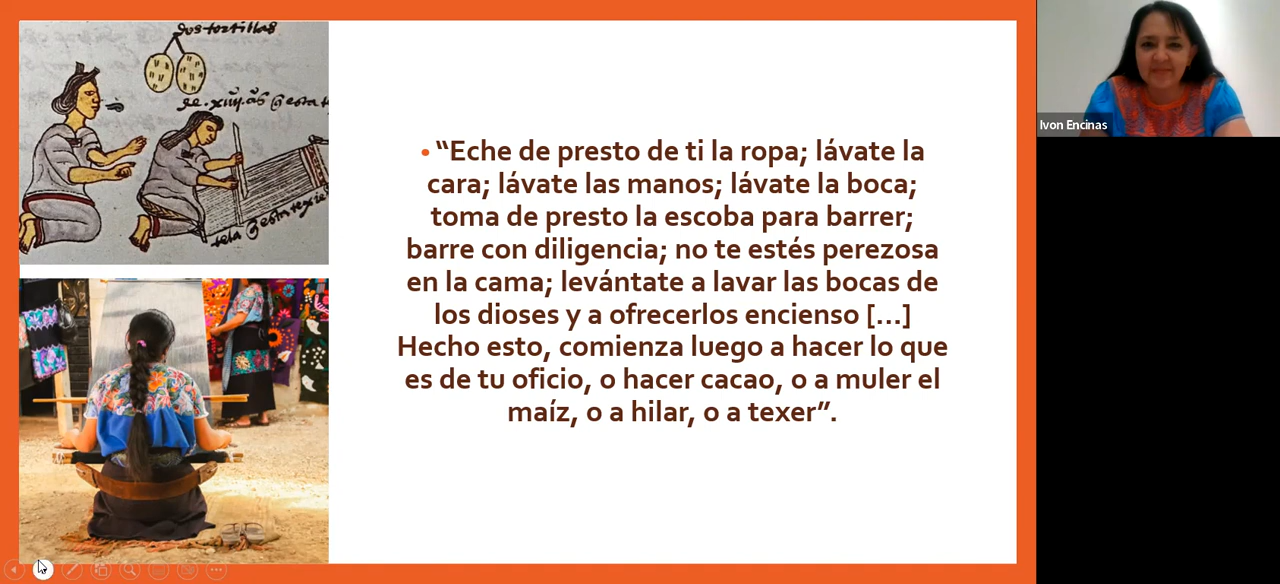 dos tortillas
“Eche de presto de ti la ropa; lávate la
cara; lávate las manos; lávate la boca;
toma de presto la escoba para barrer;
barre con diligencia; no te estés perezosa
en la cama; levántate a lavar las bocas de
los dioses y a ofrecerlos encienso [...]
Hecho esto, comienza luego a hacer lo que
es de tu oficio, o hacer cacao, o a muler el
maíz, o a hilar, o a texer”.
Ivon Encinas